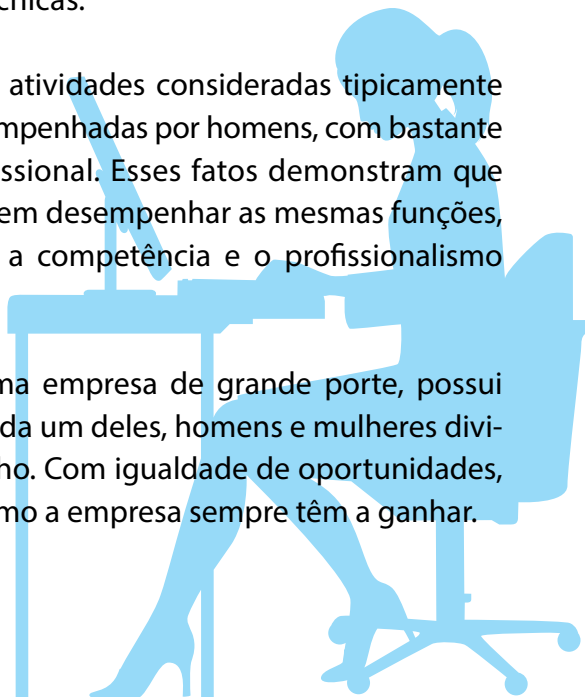 cnicas.
atividades consideradas tipicamente
mpenhadas por homens, com bastante
ssional. Esses fatos demonstram que
em desempenhar as mesmas funções,
a competência e o profissionalismo
ma empresa de grande porte, possui
da um deles, homens e mulheres divi-
ho. Com igualdade de oportunidades,
mo a empresa sempre têm a ganhar.